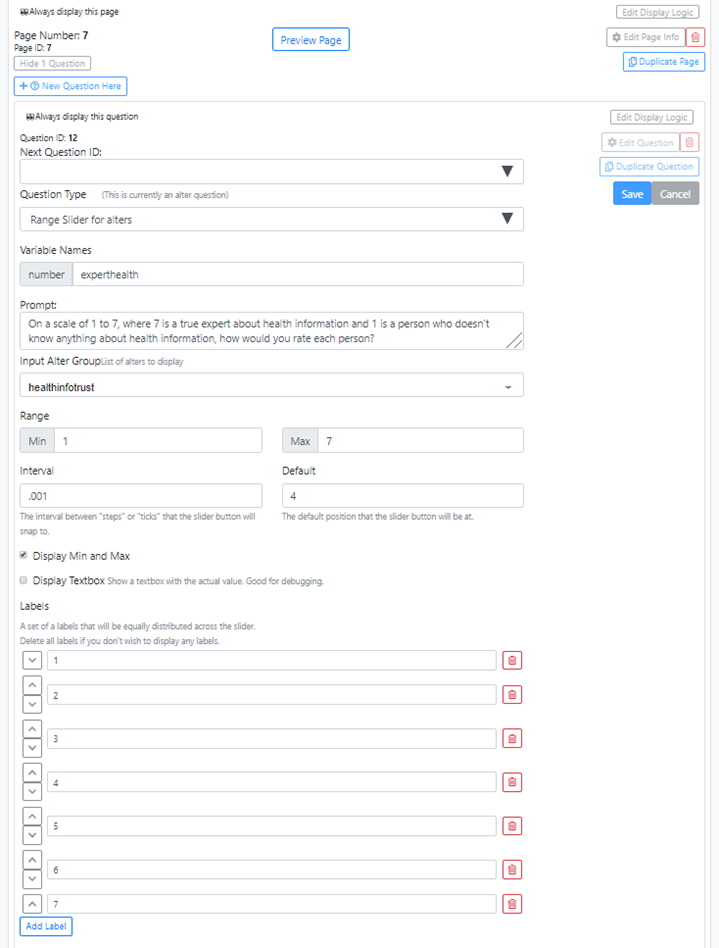 Always display this page
Edit Display Logic
Page Number: 7
Page ID: 7
Preview Page
Edit Page Info
Hide 1 Question
Duplicate Page
New Question Here
Always display this question
Edit Display Logic
Question ID: 12
Edit Question
Next Question ID:
Duplicate Question
Question Type (This is currently an alter question)
Save Cancel
Range Slider for alters
Variable Names
number experthealth
Prompt:
On a scale of 1 to 7, where 7 is a true expert about health information and 1 is a person who doesn't
know anything about health information, how would you rate each person?
Input Alter GroupList of alters to display
healthinfotrust
Range
Min 1 Max 7
Interval Default
.001 4
The interval between "steps" or "ticks" that the slider button will
snap to.
The default position that the slider button will be at.
Display Min and Max
Display Textbox Show a textbox with the actual value. Good for debugging.
Labels
A set of a labels that will be equally distributed across the slider.
Delete all labels if you don't wish to display any labels.
1
2
3
4
5
6
7
Add Label